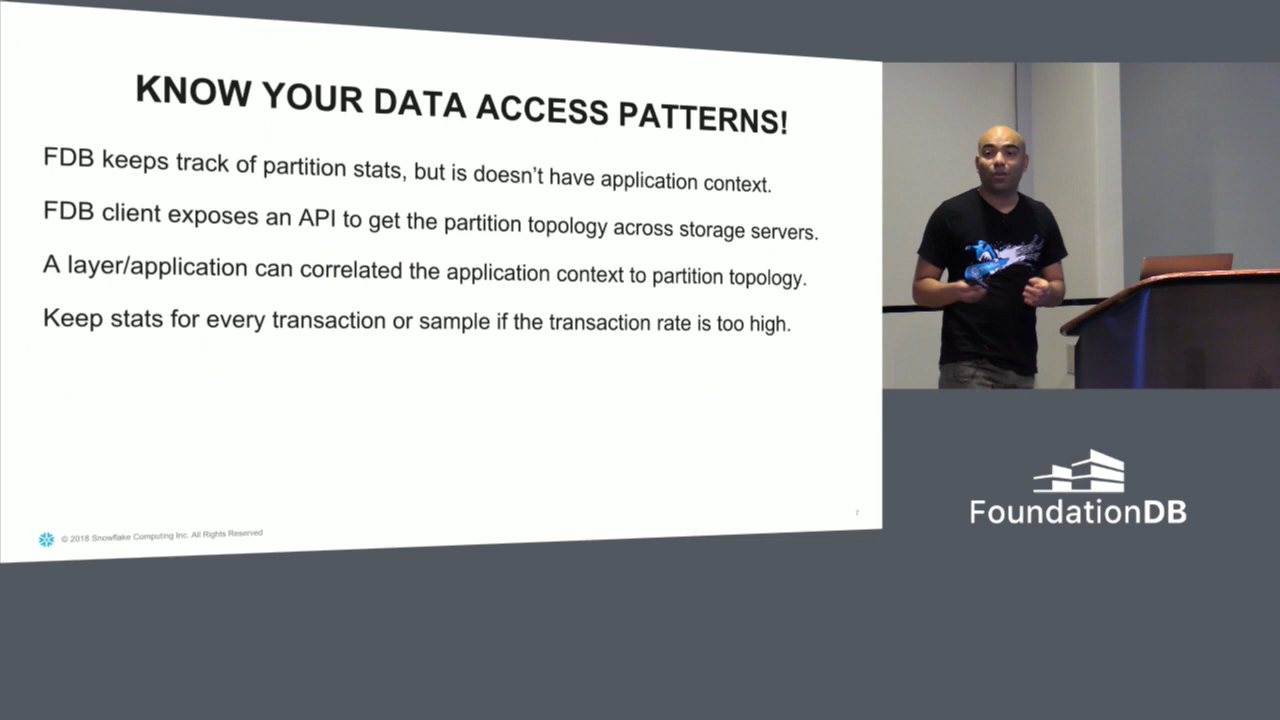 KNOW YOUR DATA ACCESS PATTERNS!
FDB keeps track of partition stats, but is doesn't have application context.
FDB client exposes an API to get the partition topology across storage servers.
A layer/application can correlated the application context to partition topology.
Keep stats for every transaction or sample if the transaction rate is too high.
7
© 2018 Snowflake Computing Inc. All Rights Reserved
FoundationDB